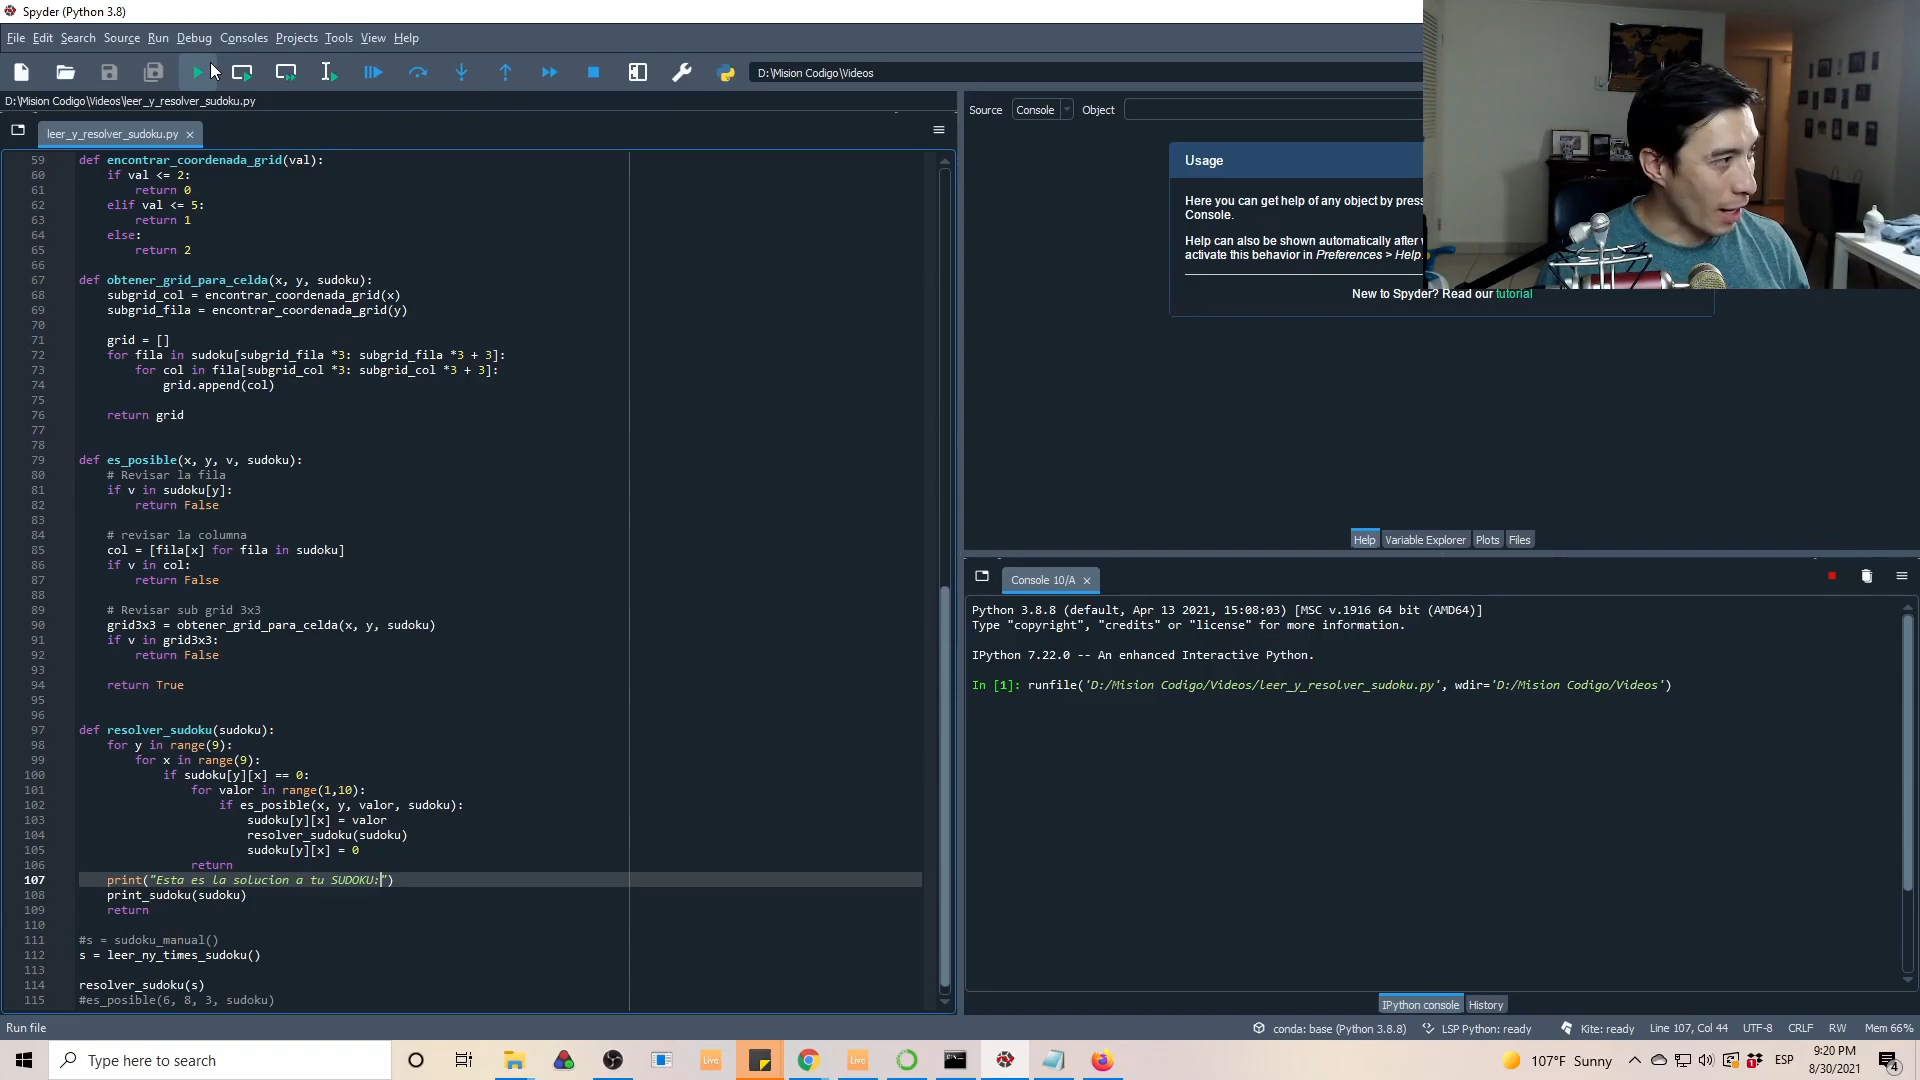 Spyder (Python 3.8)
File Edit Search Source Run Debug Consoles Projects Tools View Help
D:\Mision Codigo\Videos
D:\Mision Codigo\Videos\leer_y_resolver_sudoku.py
leer_y_resolver_sudoku.py
59 def encontrar_coordenada_grid(val):
60 if val <= 2:
61 return 0
62 elif val <= 5:
63 return 1
64 else:
65 return 2
66
67 def obtener_grid_para_celda(x, y, sudoku):
68 subgrid_col = encontrar_coordenada_grid(x)
69 subgrid_fila = encontrar_coordenada_grid(y)
70
71 grid = []
72 for fila in sudoku[subgrid_fila *3: subgrid_fila *3 + 3]:
73 for col in fila[subgrid_col *3: subgrid_col *3 + 3]:
74 grid.append(col)
75
76 return grid
77
78
79 def es_posible(x, y, v, sudoku):
80 # Revisar la fila
81 if v in sudoku[y]:
82 return False
83
84 # revisar la columna
85 col = [fila[x] for fila in sudoku]
86 if v in col:
87 return False
88
89 # Revisar sub grid 3x3
90 grid3x3 = obtener_grid_para_celda(x, y, sudoku)
91 if v in grid3x3:
92 return False
93
94 return True
95
96
97 def resolver_sudoku(sudoku):
98 for y in range(9):
99 for x in range(9):
100 if sudoku[y][x] == 0:
101 for valor in range(1,10):
102 if es_posible(x, y, valor, sudoku):
103 sudoku[y][x] = valor
104 resolver_sudoku(sudoku)
105 sudoku[y][x] = 0
106 return
107 print("Esta es la solucion a tu SUDOKU:")
108 print_sudoku(sudoku)
109 return
110
111 #s = sudoku_manual()
112 s = leer_ny_times_sudoku()
113
114 resolver_sudoku(s)
115 #es_posible(6, 8, 3, sudoku)
Source Console Object
Usage
Here you can get help of any object by press
Console.
Help can also be shown automatically after
activate this behavior in Preferences > Help.
New to Spyder? Read our tutorial
Help Variable Explorer Plots Files
Console 10/A
Python 3.8.8 (default, Apr 13 2021, 15:08:03) [MSC v.1916 64 bit (AMD64)]
Type "copyright", "credits" or "license" for more information.
IPython 7.22.0 -- An enhanced Interactive Python.
In [1]: runfile('D:/Mision Codigo/Videos/leer_y_resolver_sudoku.py', wdir='D:/Mision Codigo/Videos')
IPython console History
Run file
conda: base (Python 3.8.8) LSP Python: ready Kite: ready Line 107, Col 44 UTF-8 CRLF RW Mem 66%
Type here to search
Live Live
107°F Sunny
ESP
9:20 PM
8/30/2021
4